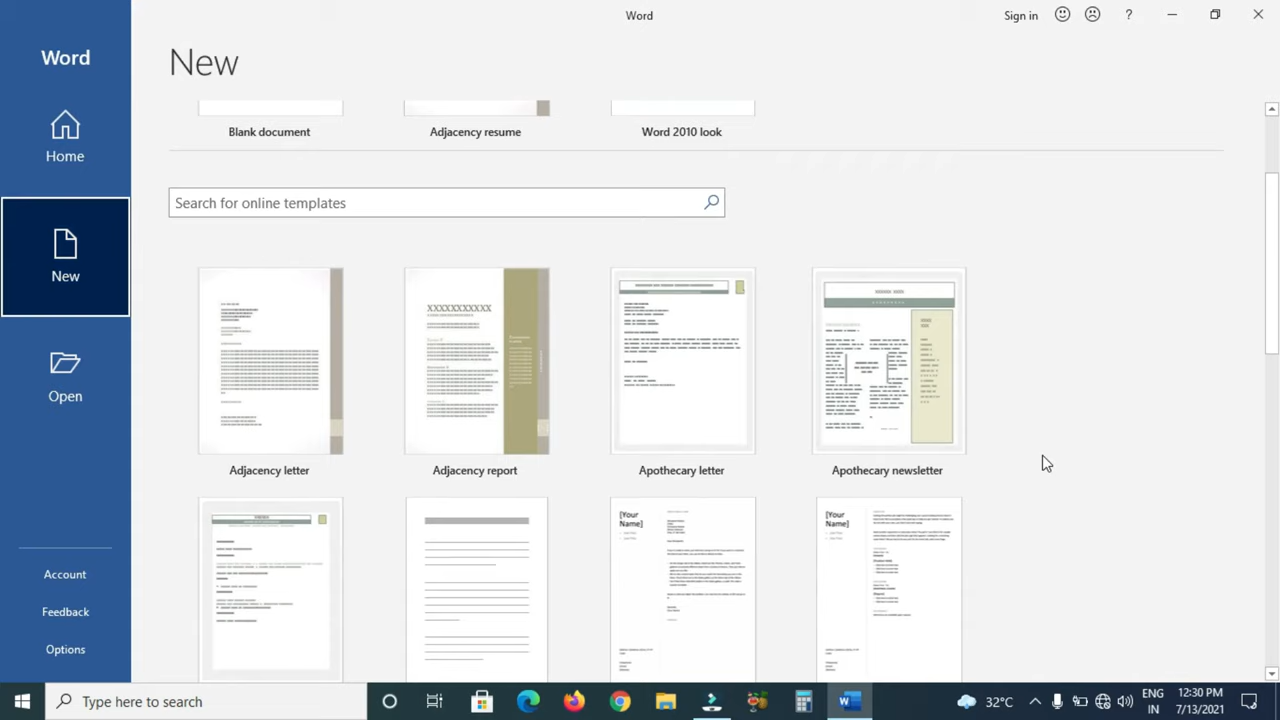 Word
Sign in
?
Word
New
Home
New
Open
Account
Feedback
Options
Blank document
Adjacency resume
Word 2010 look
Search for online templates
XXXXXXXXXX
Adjacency letter
Adjacency report
Apothecary letter
Apothecary newsletter
[Your
Name]
[Your
Name]
Type here to search
32°C
ENG
IN
12:30 PM
7/13/2021